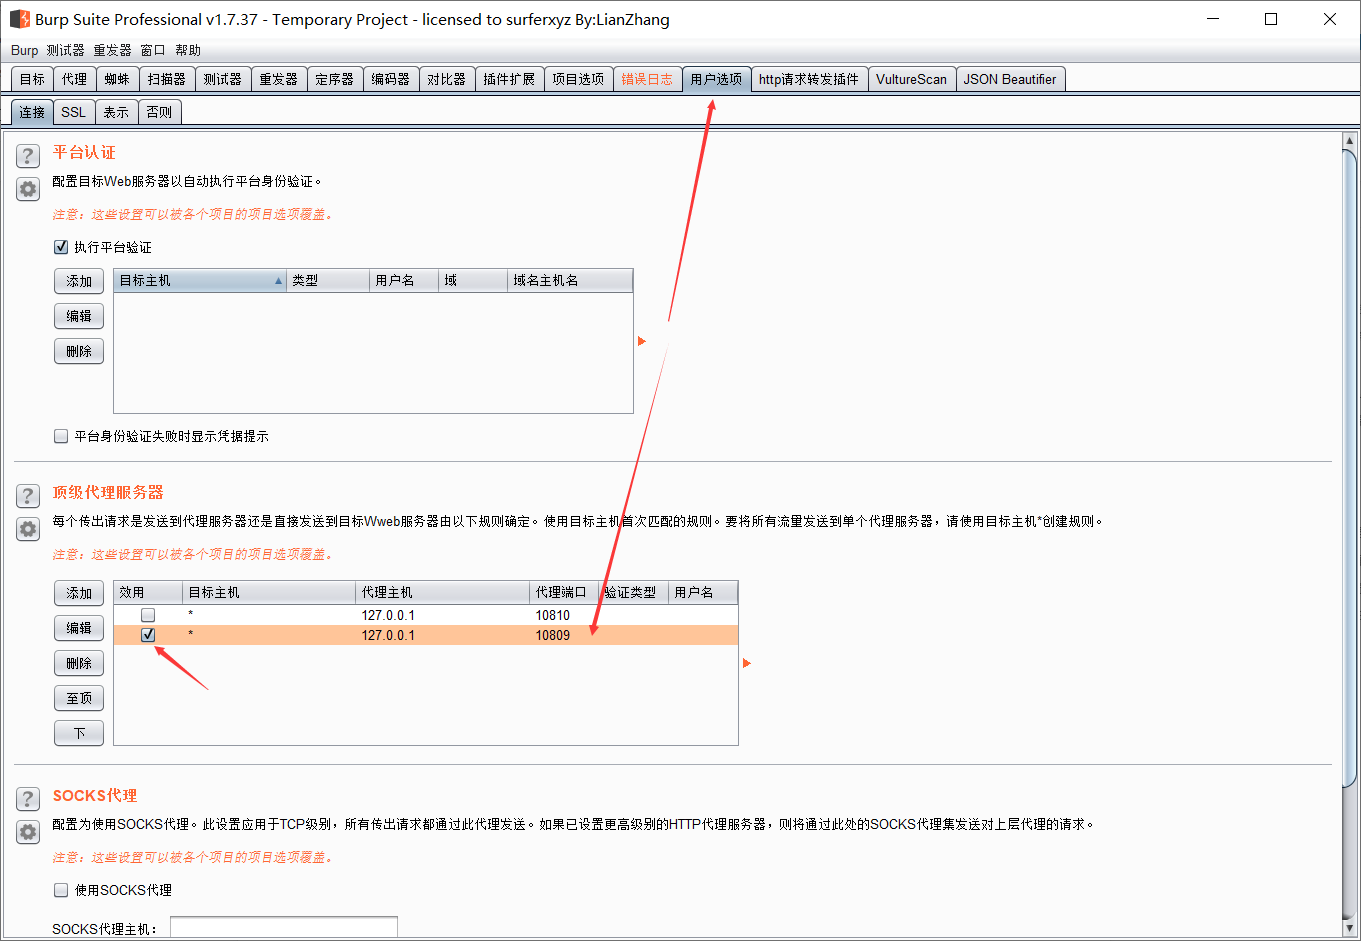 Burp Suite Professional v1.7.37 - Temporary Project - licensed to surferxyz By:LianZhang
Burp 测试器 重发器 窗口 帮助
目标 代理 蜘蛛 扫描器 测试器 重发器 定序器 编码器 对比器 插件扩展 项目选项 错误日志 用户选项 http请求转发插件 VultureScan JSON Beautifier
连接 SSL 表示 否则
? 平台认证
配置目标Web服务器以自动执行平台身份验证。
注意：这些设置可以被各个项目的项目选项覆盖。
执行平台验证
添加 目标主机 类型 用户名 域 域名主机名
编辑
删除
平台身份验证失败时显示凭据提示
? 顶级代理服务器
每个传出请求是发送到代理服务器还是直接发送到目标Wweb服务器由以下规则确定。使用目标主机首次匹配的规则。要将所有流量发送到单个代理服务器，请使用目标主机*创建规则。
注意：这些设置可以被各个项目的项目选项覆盖。
添加 效用 目标主机 代理主机 代理端口 验证类型 用户名
* 127.0.0.1 10810
编辑 * 127.0.0.1 10809
删除
至顶
下
? SOCKS代理
配置为使用SOCKS代理。此设置应用于TCP级别，所有传出请求都通过此代理发送。如果已设置更高级别的HTTP代理服务器，则将通过此处的SOCKS代理集发送对上层代理的请求。
注意：这些设置可以被各个项目的项目选项覆盖。
使用SOCKS代理
SOCKS代理主机：